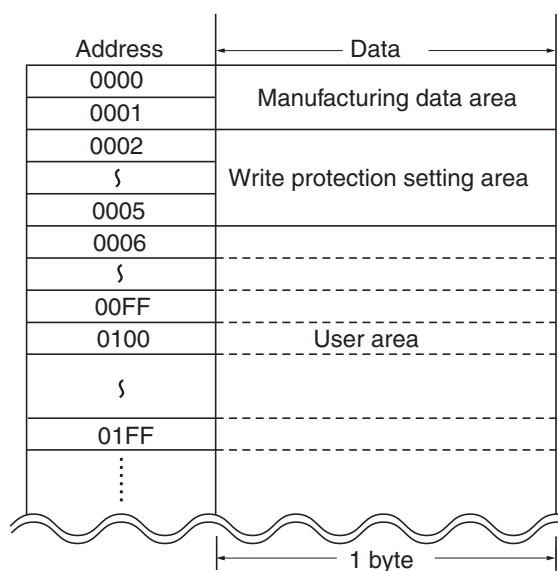 Address Data
0000
Manufacturing data area
0001
0002
Write protection setting area
0005
0006
00FF
0100 User area
01FF
1 byte